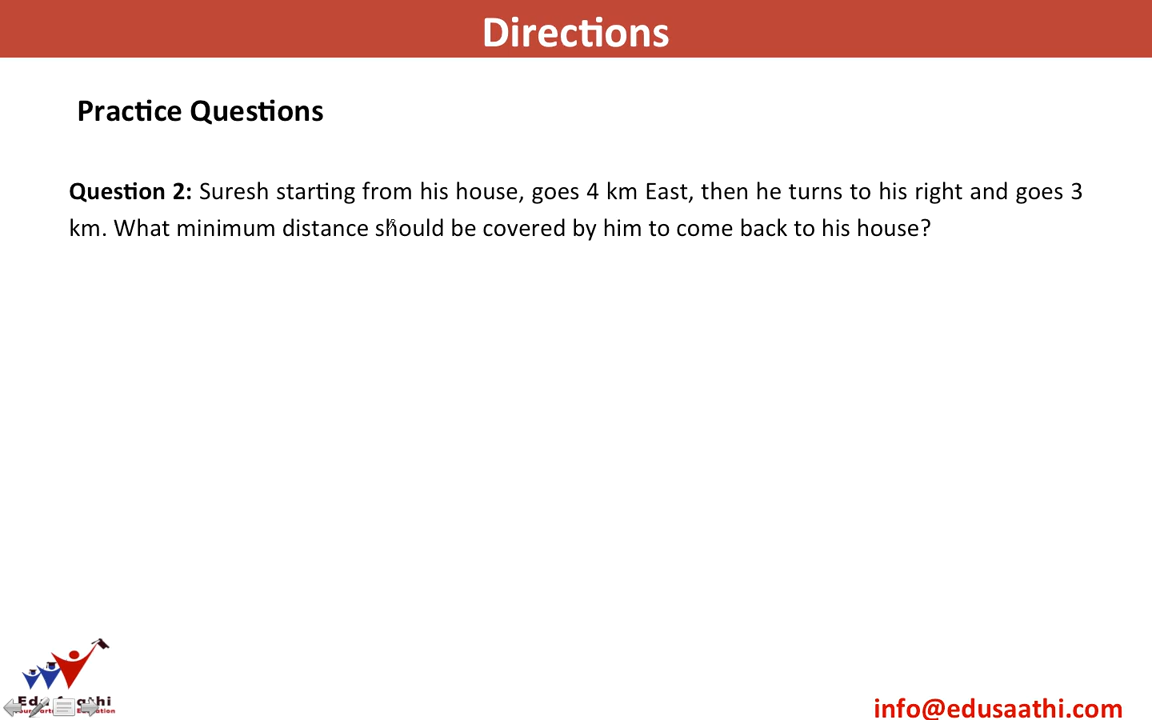 Directions
Practice Questions
Question 2: Suresh starting from his house, goes 4 km East, then he turns to his right and goes 3
km. What minimum distance should be covered by him to come back to his house?
info@edusaathi.com